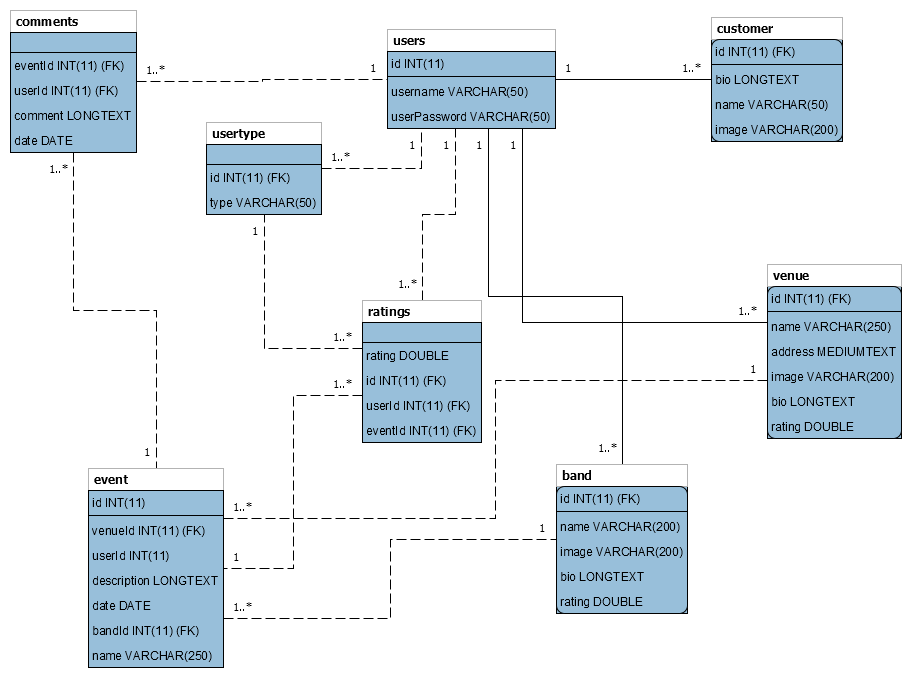 comments
eventId INT(11) (FK)
userId INT(11) (FK)
comment LONGTEXT
date DATE
1..*
1
1..*
1
users
id INT(11)
username VARCHAR(50)
userPassword VARCHAR(50)
1
1
1
1
1
1..*
customer
id INT(11) (FK)
bio LONGTEXT
name VARCHAR(50)
image VARCHAR(200)
usertype
id INT(11) (FK)
type VARCHAR(50)
1..*
1
1..*
1..*
ratings
rating DOUBLE
id INT(11) (FK)
userId INT(11) (FK)
eventId INT(11) (FK)
1..*
1
venue
id INT(11) (FK)
name VARCHAR(250)
address MEDIUMTEXT
image VARCHAR(200)
bio LONGTEXT
rating DOUBLE
1..*
1
event
id INT(11)
venueId INT(11) (FK)
userId INT(11)
description LONGTEXT
date DATE
bandId INT(11) (FK)
name VARCHAR(250)
1..*
1..*
band
id INT(11) (FK)
name VARCHAR(200)
image VARCHAR(200)
bio LONGTEXT
rating DOUBLE
1..*
1